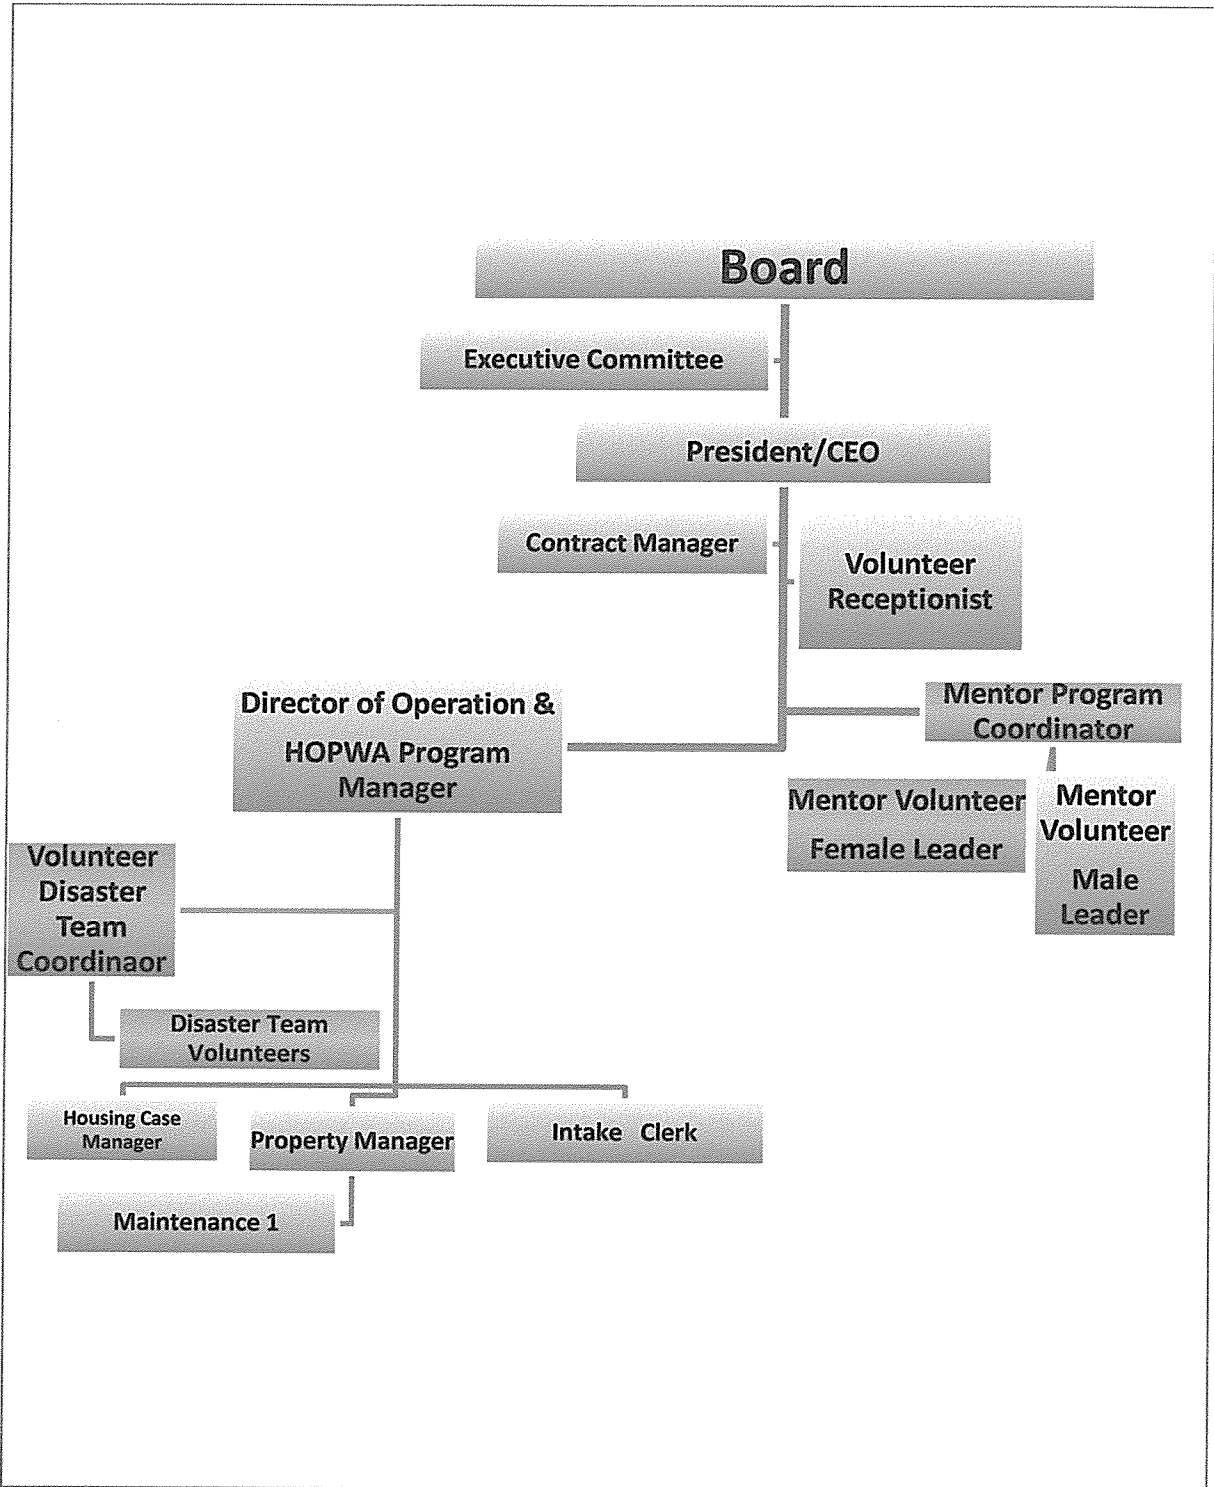 Board
Executive Committee
President/CEO
Contract Manager
Volunteer
Receptionist
Director of Operation &
HOPWA Program
Manager
Mentor Program
Coordinator
Mentor Volunteer
Female Leader
Mentor
Volunteer
Male
Leader
Volunteer
Disaster
Team
Coordinaor
Disaster Team
Volunteers
Housing Case
Manager
Property Manager
Intake Clerk
Maintenance 1